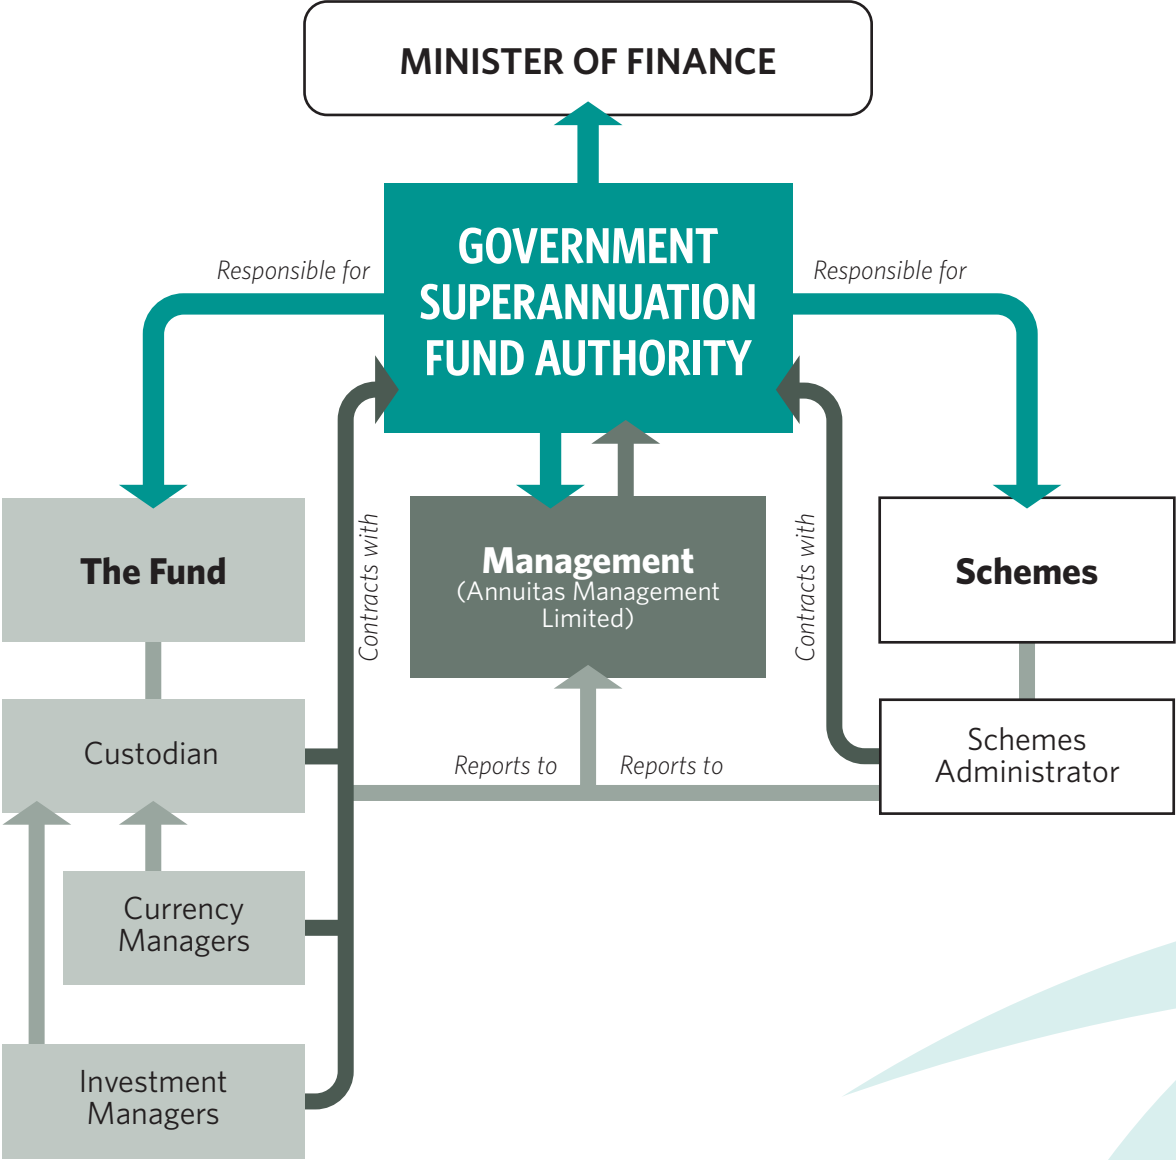 MINISTER OF FINANCE
GOVERNMENT
SUPERANNUATION
FUND AUTHORITY
Responsible for
Responsible for
The Fund
Contracts with
Management
(Annuitas Management
Limited)
Contracts with
Schemes
Custodian
Reports to
Reports to
Schemes
Administrator
Currency
Managers
Investment
Managers